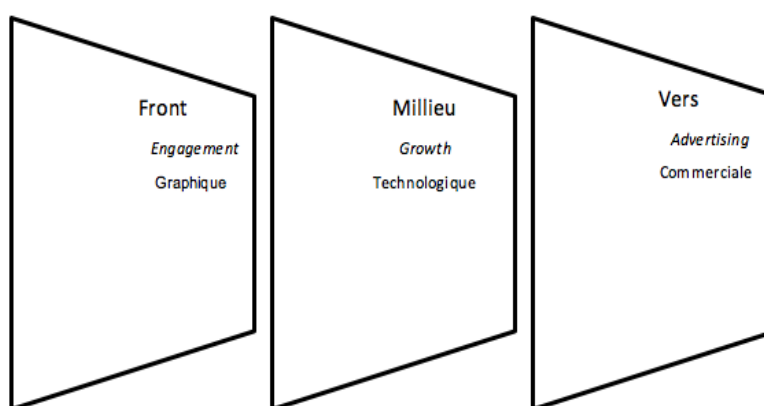 Front
Engagement
Graphique
Millieu
Growth
Technologique
Vers
Advertising
Commerciale